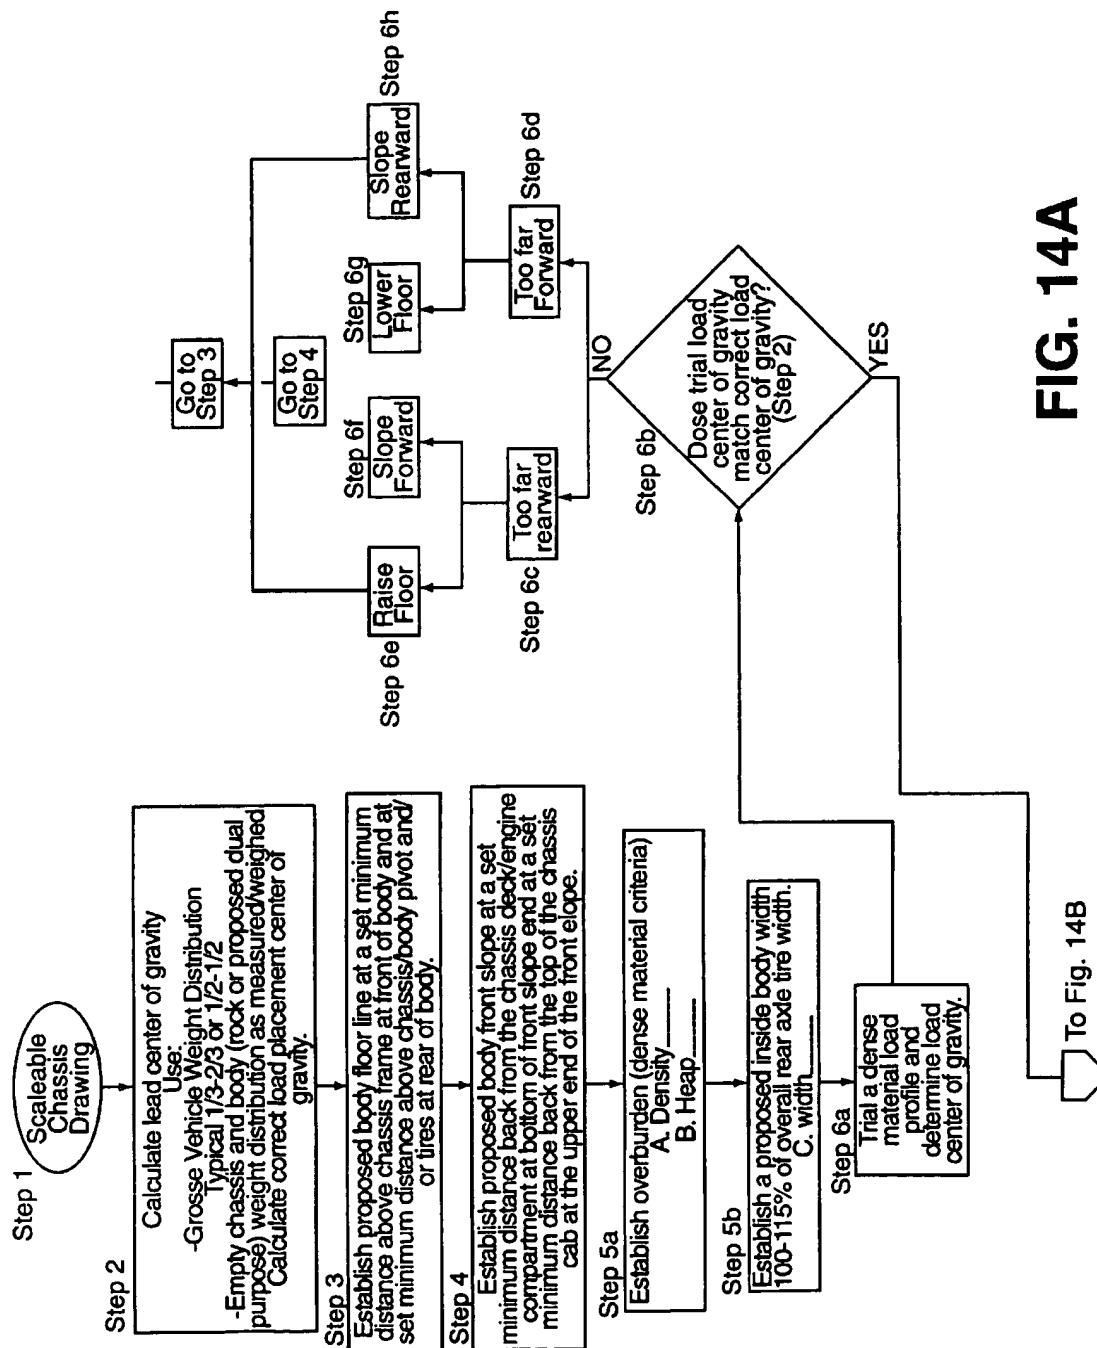 Step 1
Scaleable
Chassis
Drawing
Step 2
Calculate lead center of gravity
Use:
-Grosse Vehicle Weight Distribution
Typical 1/3-2/3 or 1/2-1/2
-Empty chassis and body (rock or proposed dual
purpose) weight distribution as measured/weighed
Calculate correct load placement center of
gravity.
Step 3
Establish proposed body floor line at a set minimum
distance above chassis frame at front of body and at
set minimum distance above chassis/body pivot and/
or tires at rear of body.
Step 4
Establish proposed body front slope at a set
minimum distance back from the chassis deck/engine
compartment at bottom of front slope end at a set
minimum distance back from the top of the chassis
cab at the upper end of the front elope.
Step 5a
Establish overburden (dense material criteria)
A. Density____
B. Heap____
Step 5b
Establish a proposed inside body width
100-115% of overall rear axde tire width.
C. width____
Step 6a
Trial a dense
material load
profile and
determine load
center of gravity.
Step 6b
Dose trial load
center of gravity
match correct load
center of gravity?
(Step 2)
NO
YES
Step 6c
Too far
rearward
Step 6d
Too far
Forward
Step 6e
Raise
Floor
Step 6f
Slope
Forward
Step 6g
Lower
Floor
Step 6h
Slope
Rearward
Go to
Step 4
Go to
Step 3
To Fig. 14B
FIG. 14A